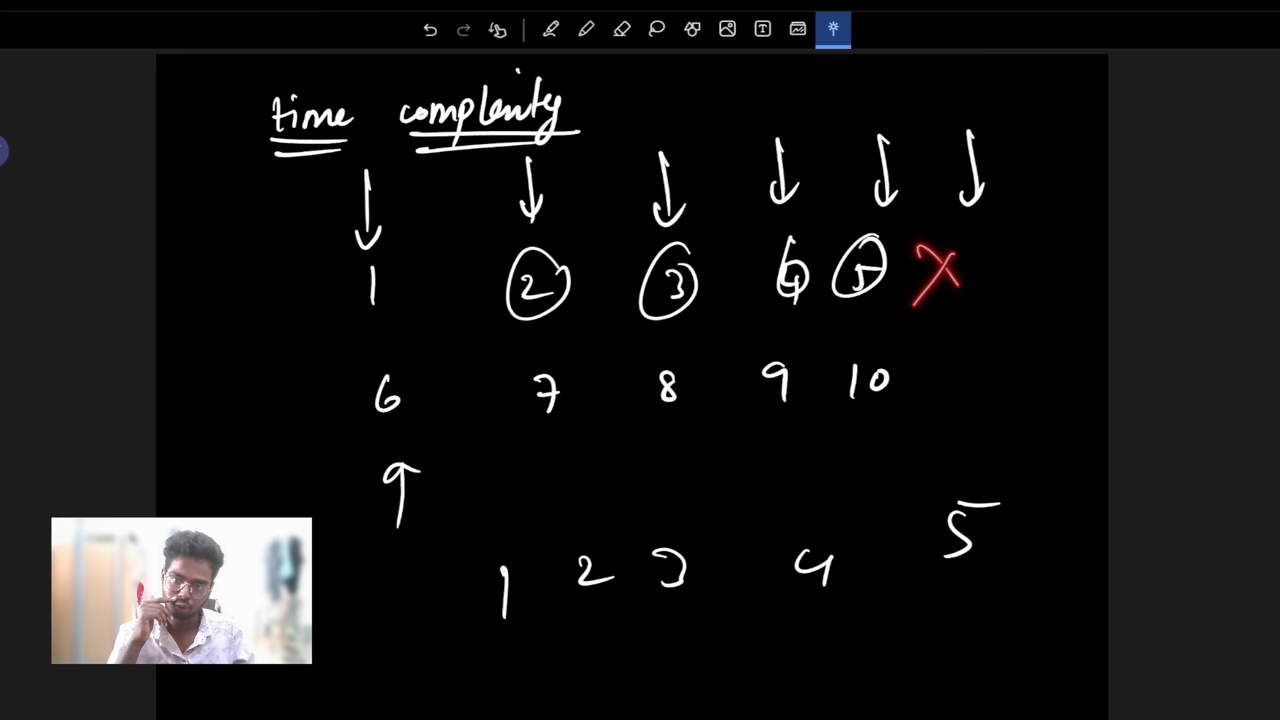 time complexity
1 2 3 4 5 X
6 7 8 9 10
1 2 3 4 5